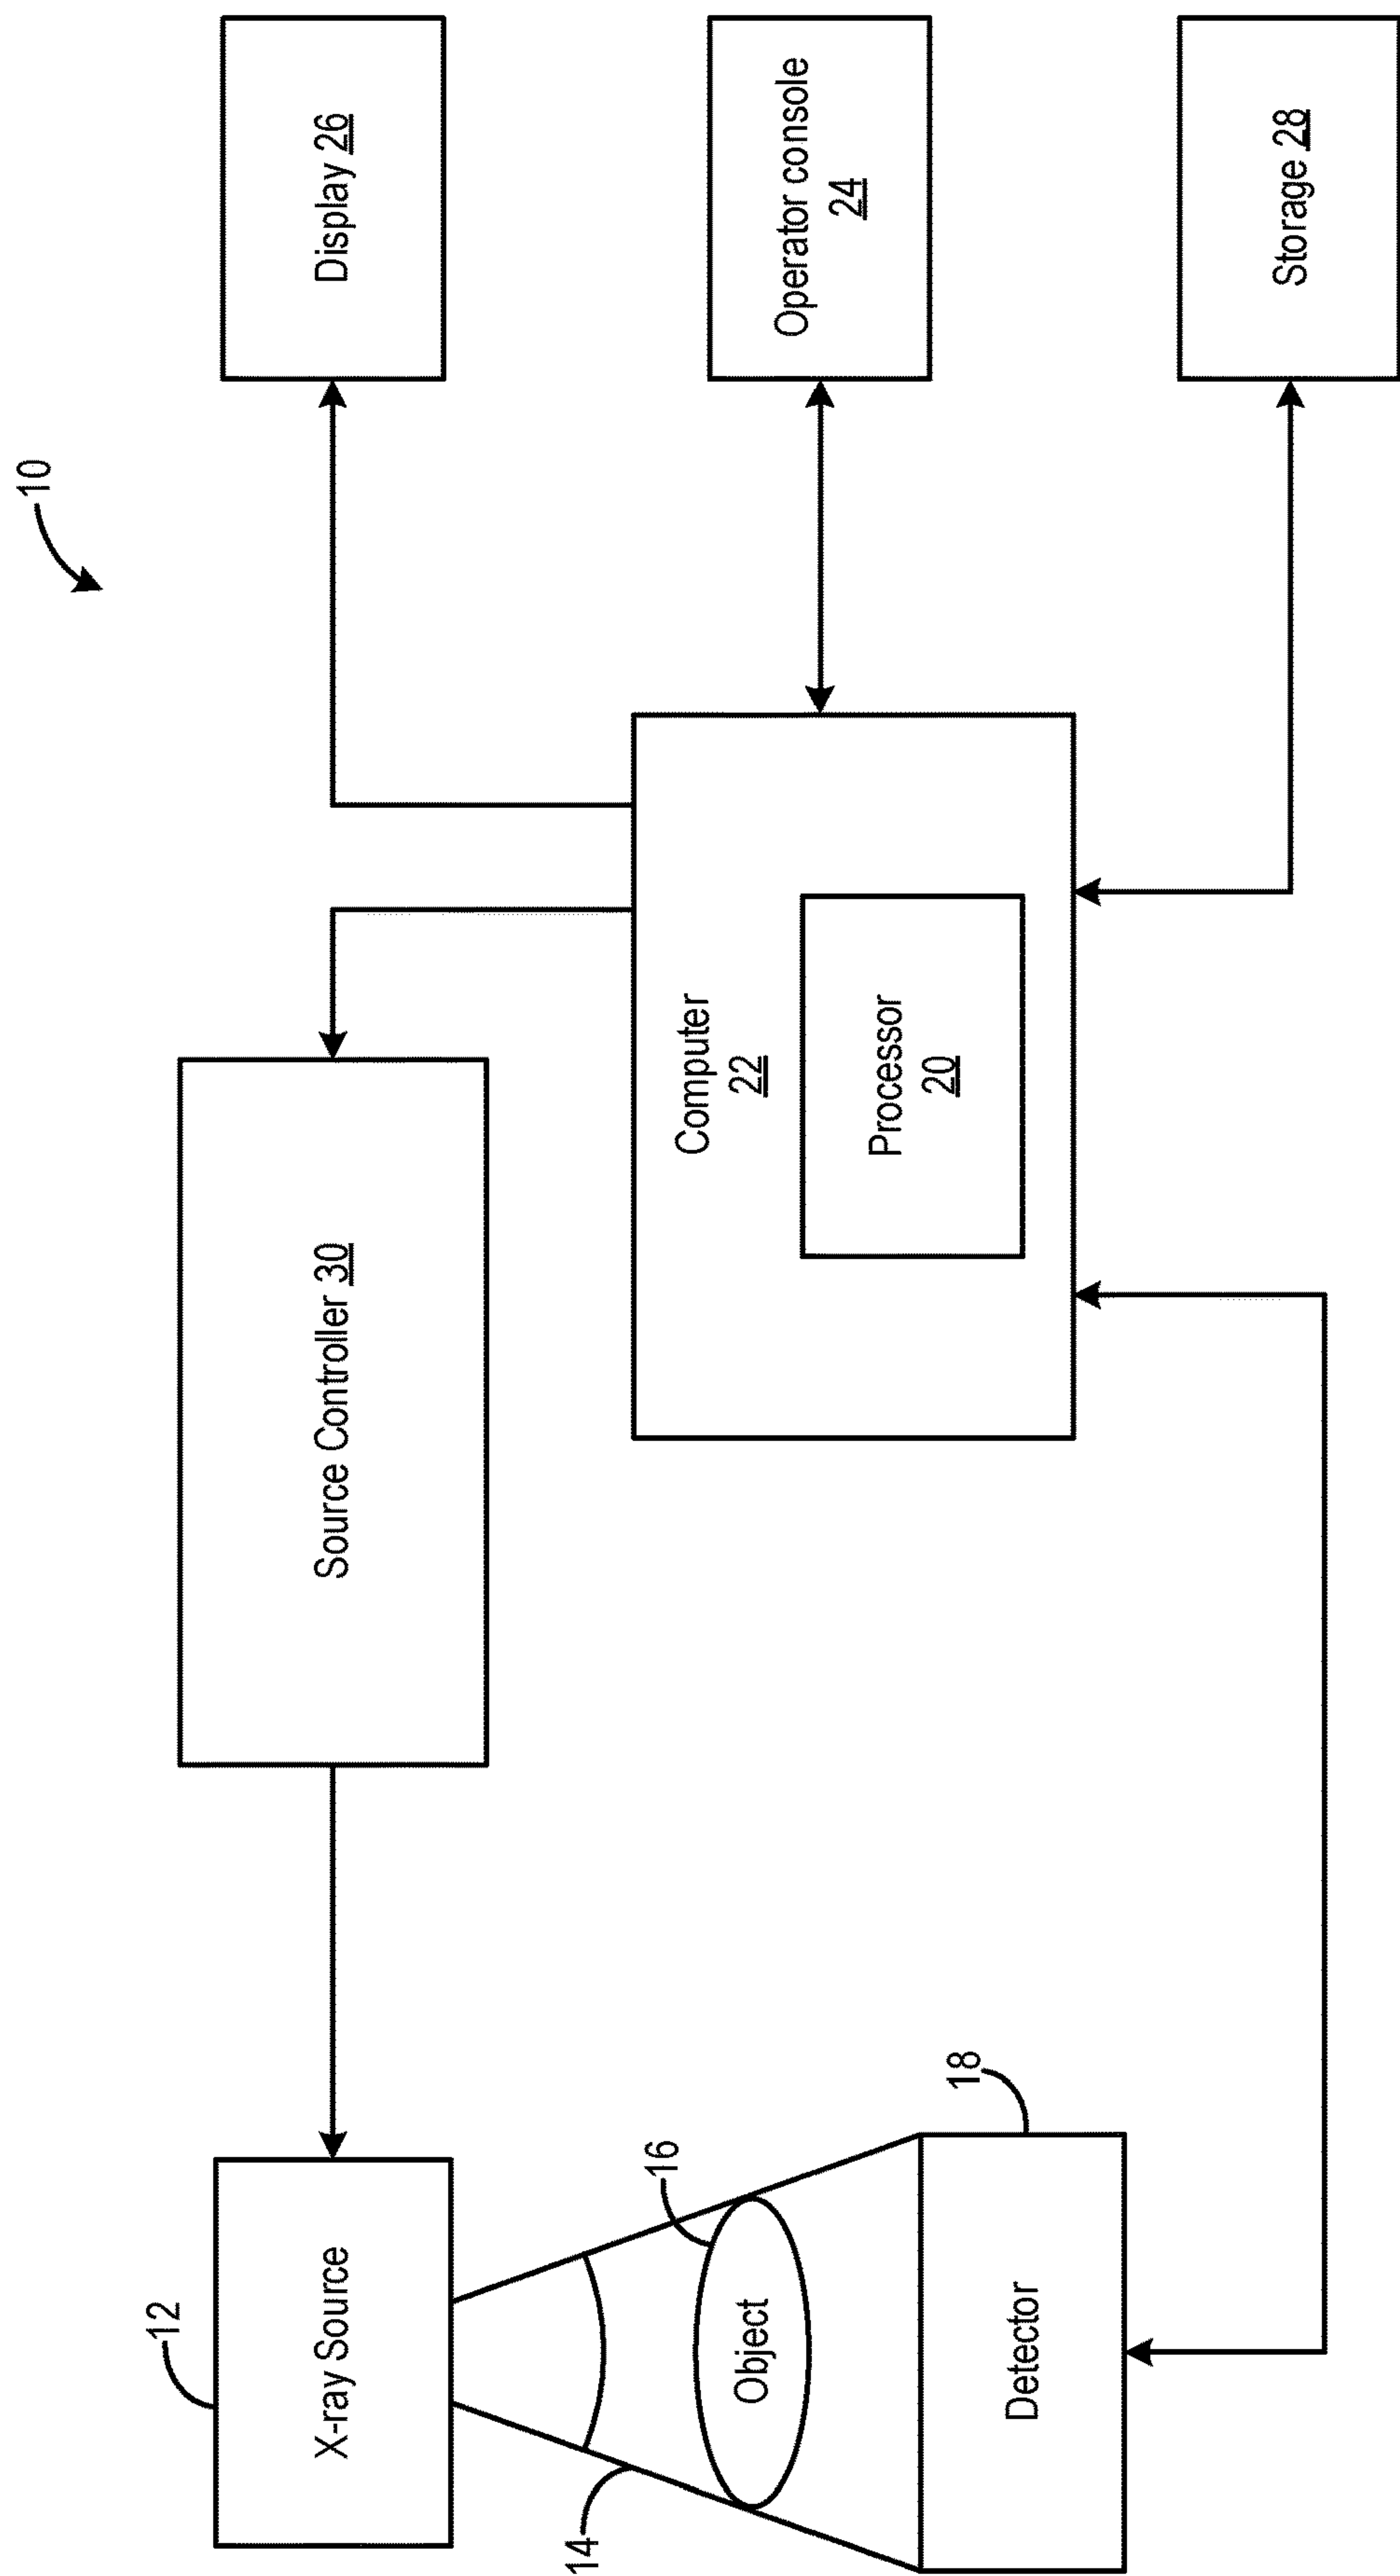 10
12
X-ray Source
Source Controller 30
Display 26
14
16
Object
Computer
22
Processor
20
Operator console
24
18
Detector
Storage 28